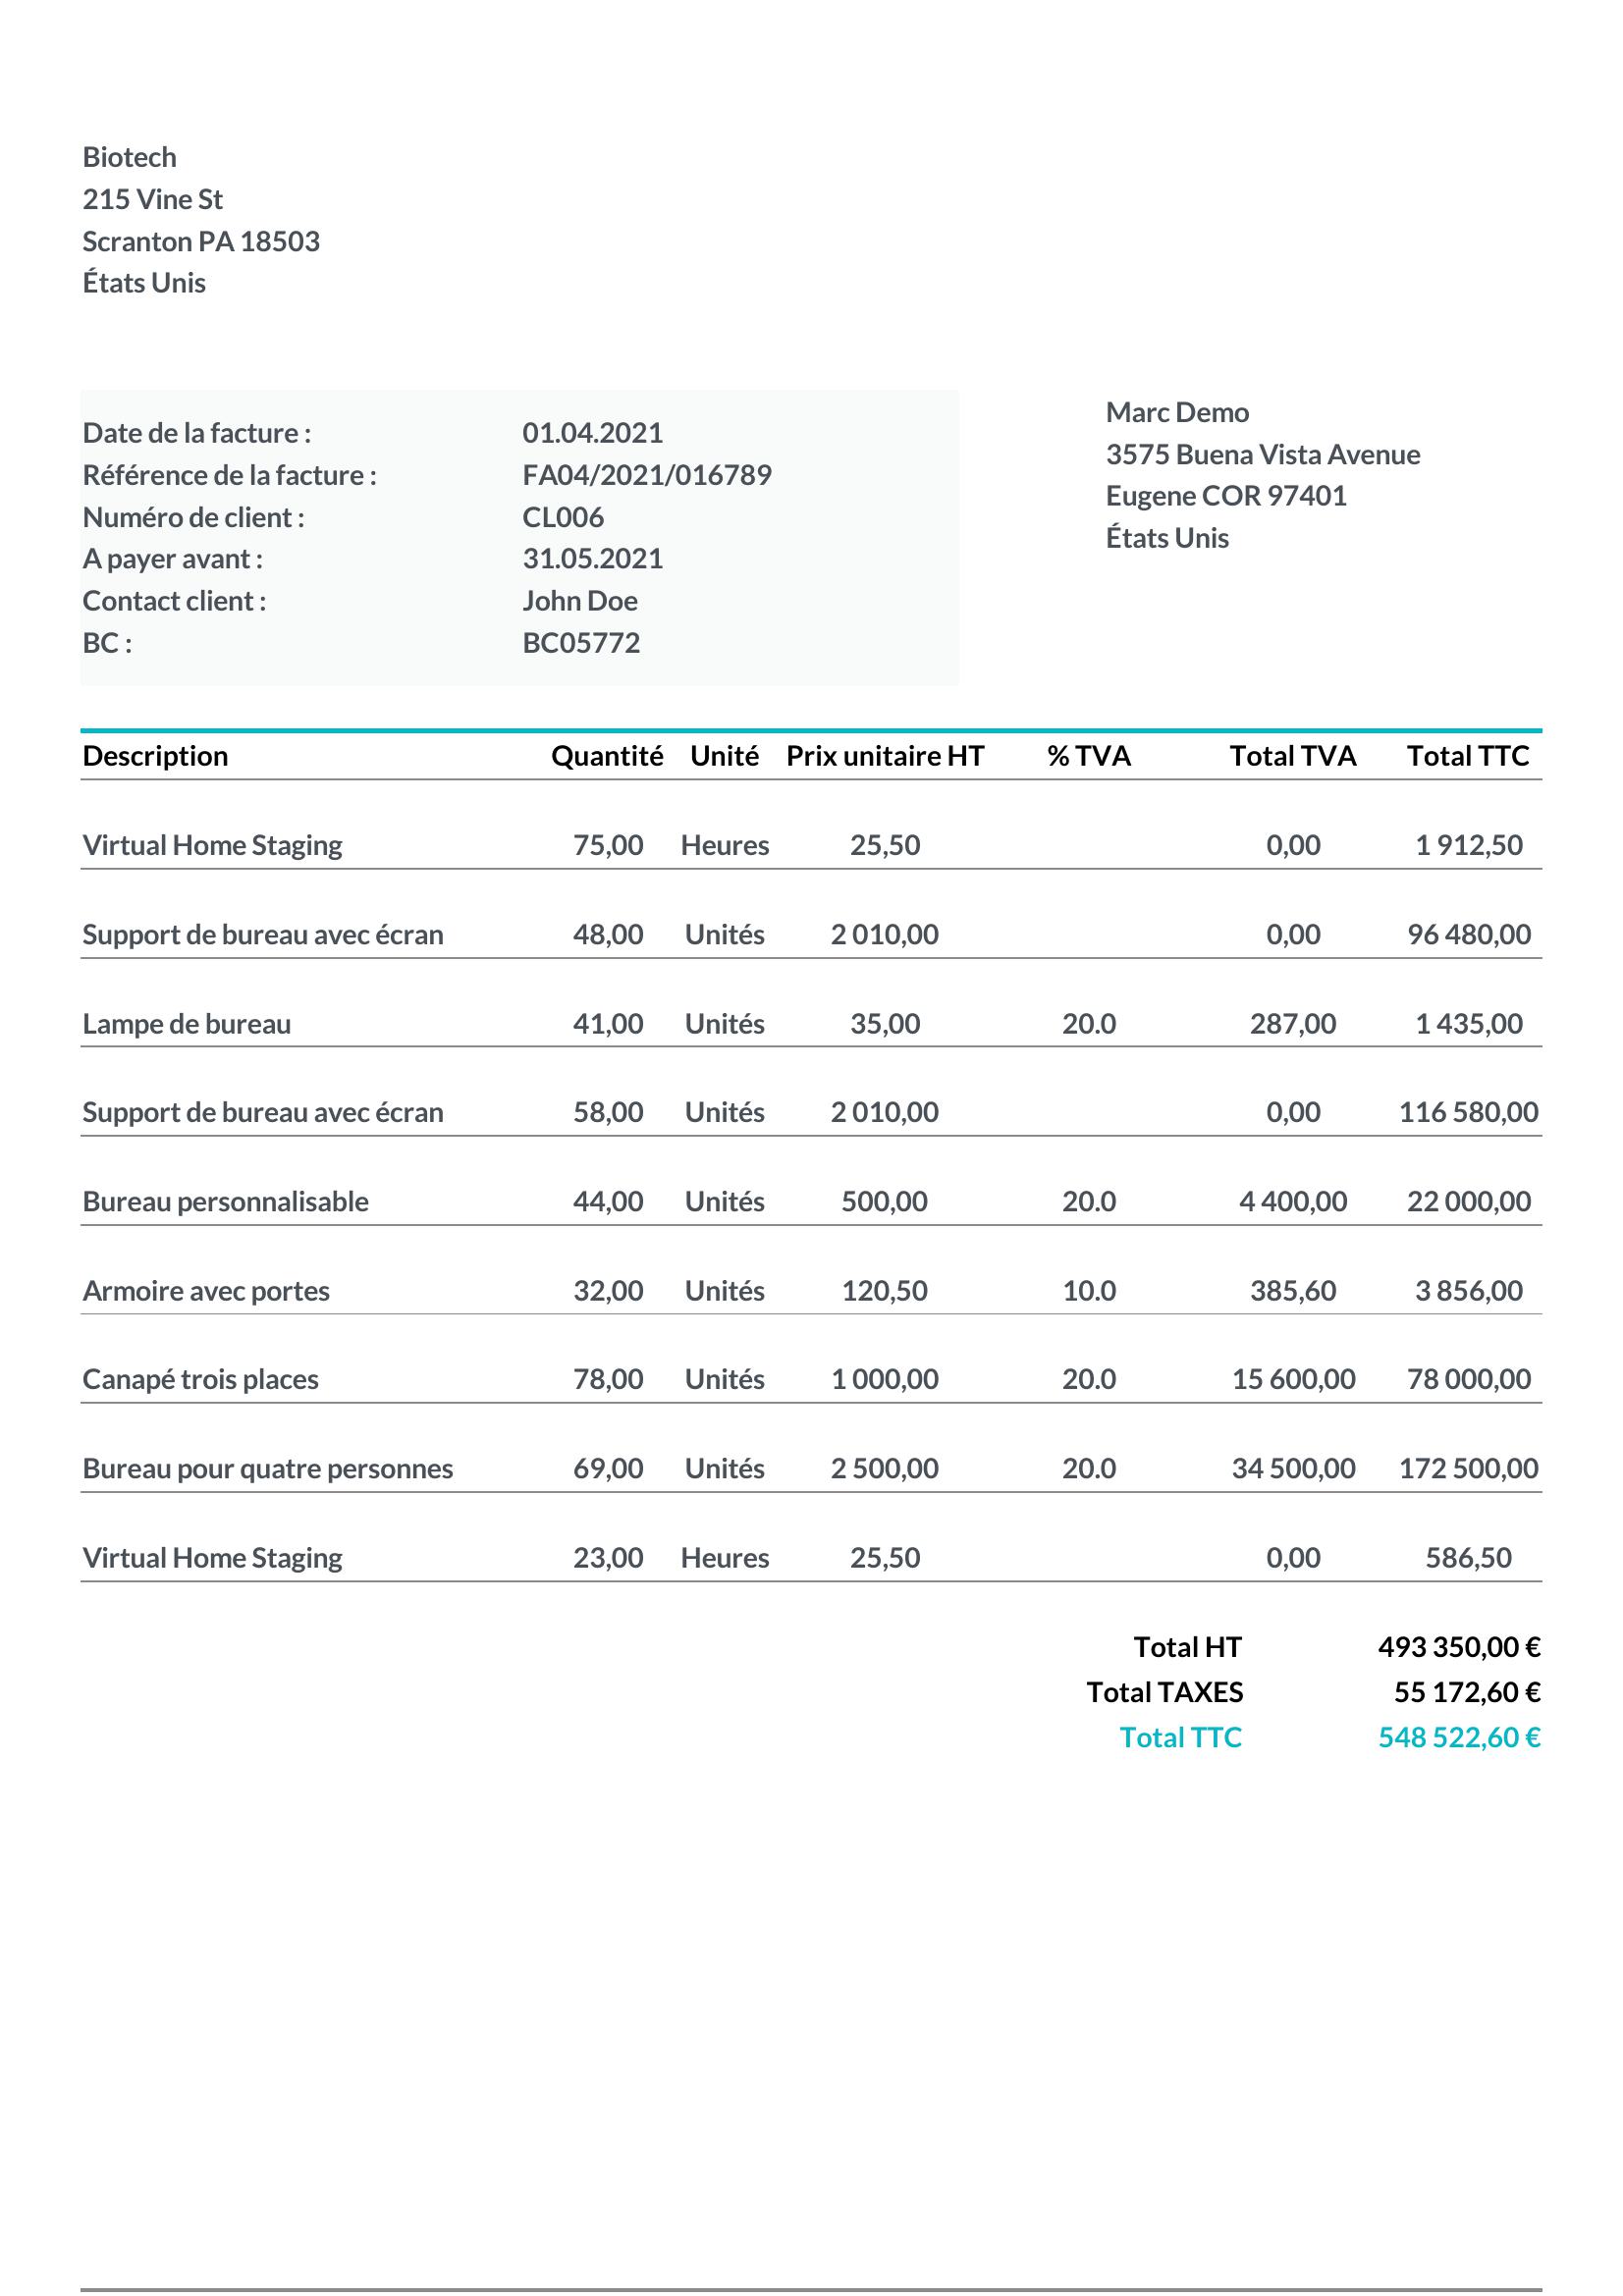 Biotech
215 Vine St
Scranton PA 18503
États Unis
Date de la facture : 01.04.2021
Référence de la facture : FA04/2021/016789
Numéro de client : CL006
A payer avant : 31.05.2021
Contact client : John Doe
BC : BC05772
Marc Demo
3575 Buena Vista Avenue
Eugene COR 97401
États Unis
Description Quantité Unité Prix unitaire HT % TVA Total TVA Total TTC
Virtual Home Staging 75,00 Heures 25,50 0,00 1 912,50
Support de bureau avec écran 48,00 Unités 2 010,00 0,00 96 480,00
Lampe de bureau 41,00 Unités 35,00 20.0 287,00 1 435,00
Support de bureau avec écran 58,00 Unités 2 010,00 0,00 116 580,00
Bureau personnalisable 44,00 Unités 500,00 20.0 4 400,00 22 000,00
Armoire avec portes 32,00 Unités 120,50 10.0 385,60 3 856,00
Canapé trois places 78,00 Unités 1 000,00 20.0 15 600,00 78 000,00
Bureau pour quatre personnes 69,00 Unités 2 500,00 20.0 34 500,00 172 500,00
Virtual Home Staging 23,00 Heures 25,50 0,00 586,50
Total HT 493 350,00 €
Total TAXES 55 172,60 €
Total TTC 548 522,60 €